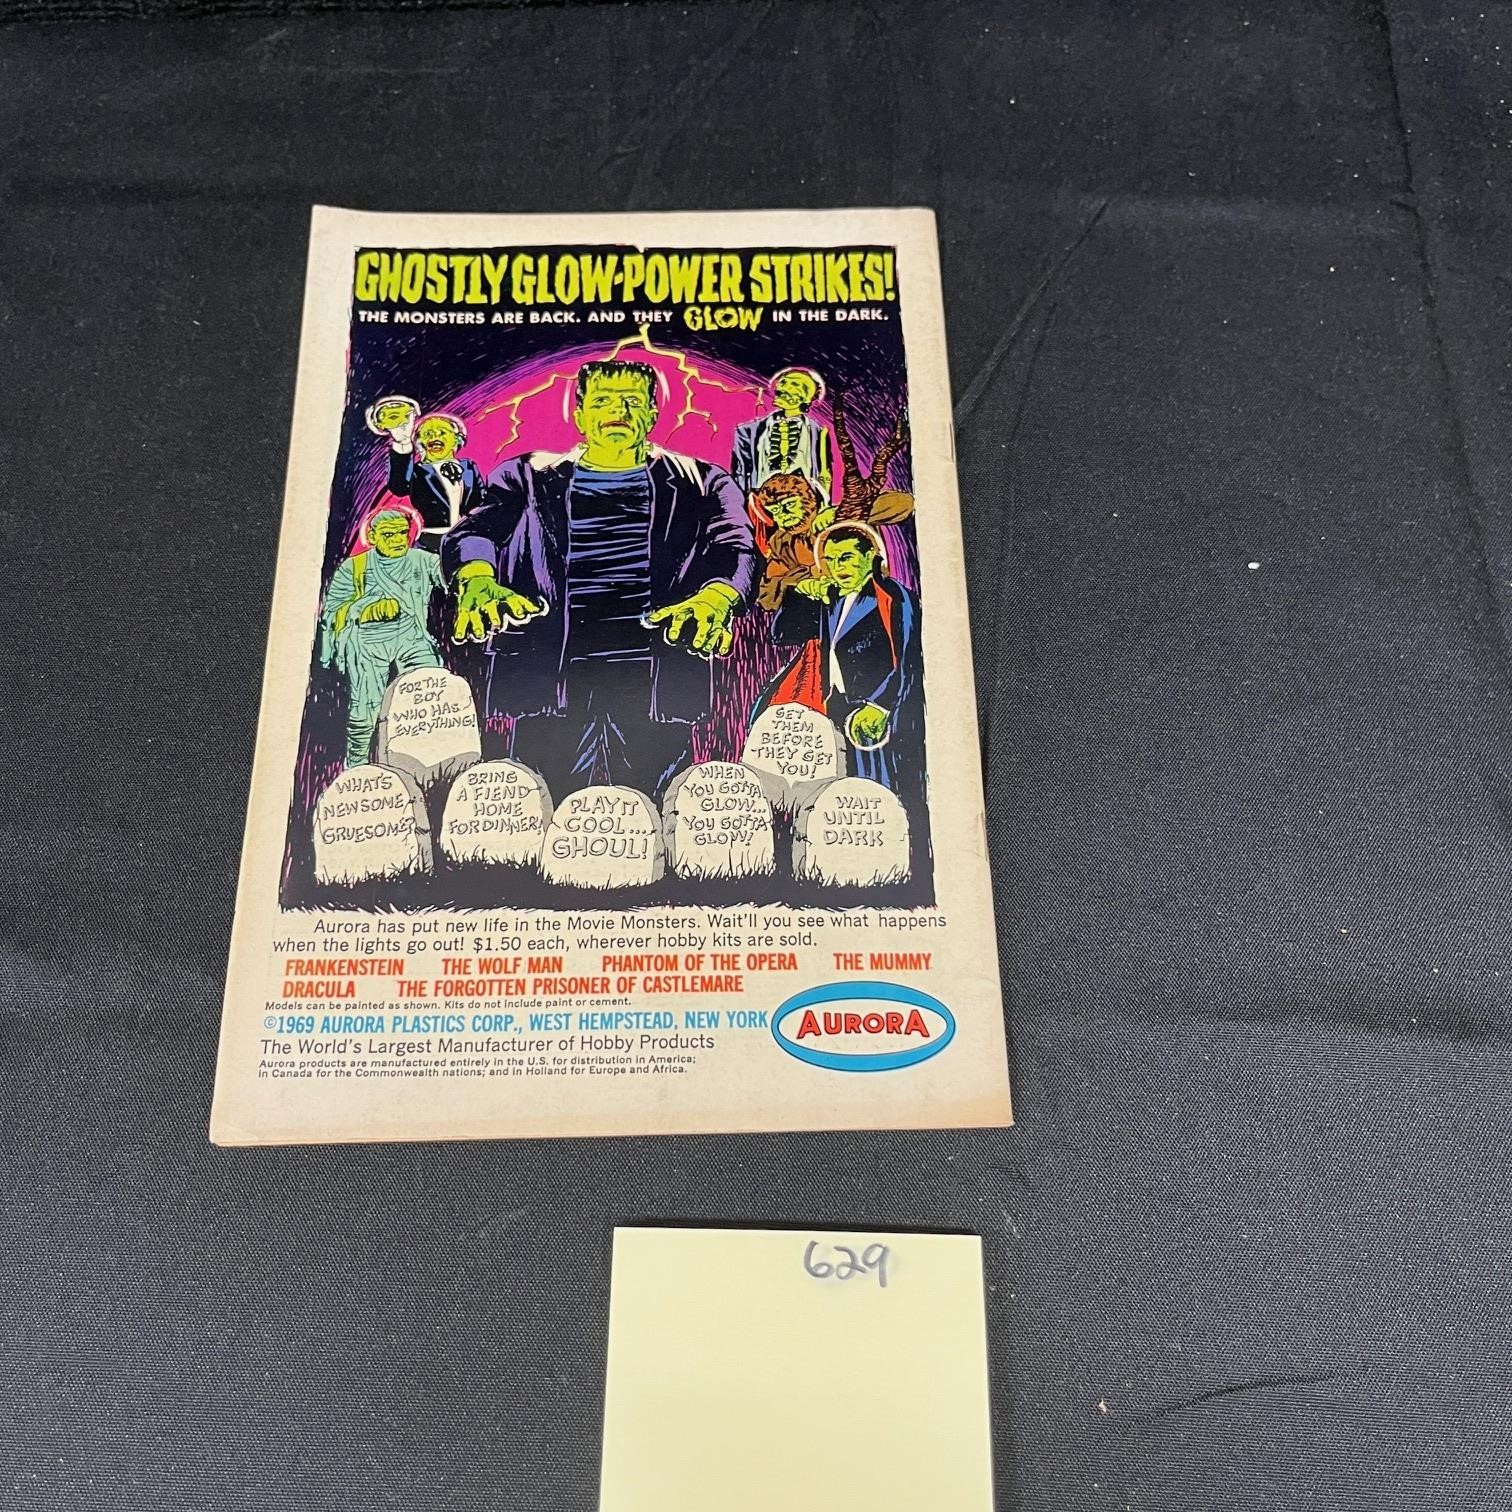 GHOSTLY GLOW-POWER STRIKES!
THE MONSTERS ARE BACK. AND THEY GLOW IN THE DARK.
FOR THE
BOY
WHO HAS
EVERYTHING!
GET
THEM
BEFORE
THEY GET
YOU!
WHAT'S
NEW SOME
GRUESOME?
BRING
A FIEND
HOME
FOR DINNER!
PLAY IT
COOL...
GHOUL!
WHEN
YOU GOTTA
GLOW...
YOU GOTTA
GLOW!
WAIT
UNTIL
DARK
Aurora has put new life in the Movie Monsters. Wait'll you see what happens
when the lights go out! $1.50 each, wherever hobby kits are sold.
FRANKENSTEIN THE WOLF MAN PHANTOM OF THE OPERA THE MUMMY
DRACULA THE FORGOTTEN PRISONER OF CASTLEMARE
Models can be painted as shown. Kits do not include paint or cement.
©1969 AURORA PLASTICS CORP., WEST HEMPSTEAD, NEW YORK
The World's Largest Manufacturer of Hobby Products
Aurora products are manufactured entirely in the U.S. for distribution in America;
in Canada for the Commonwealth nations; and in Holland for Europe and Africa.
AURORA
629